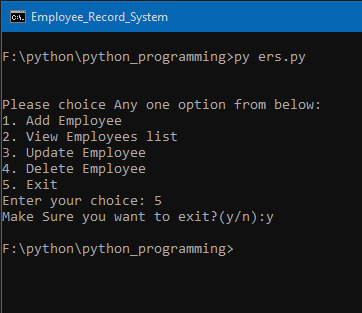 Employee_Record_System
F:\python\python_programming>py ers.py
Please choice Any one option from below:
1. Add Employee
2. View Employees list
3. Update Employee
4. Delete Employee
5. Exit
Enter your choice: 5
Make Sure you want to exit?(y/n):y
F:\python\python_programming>